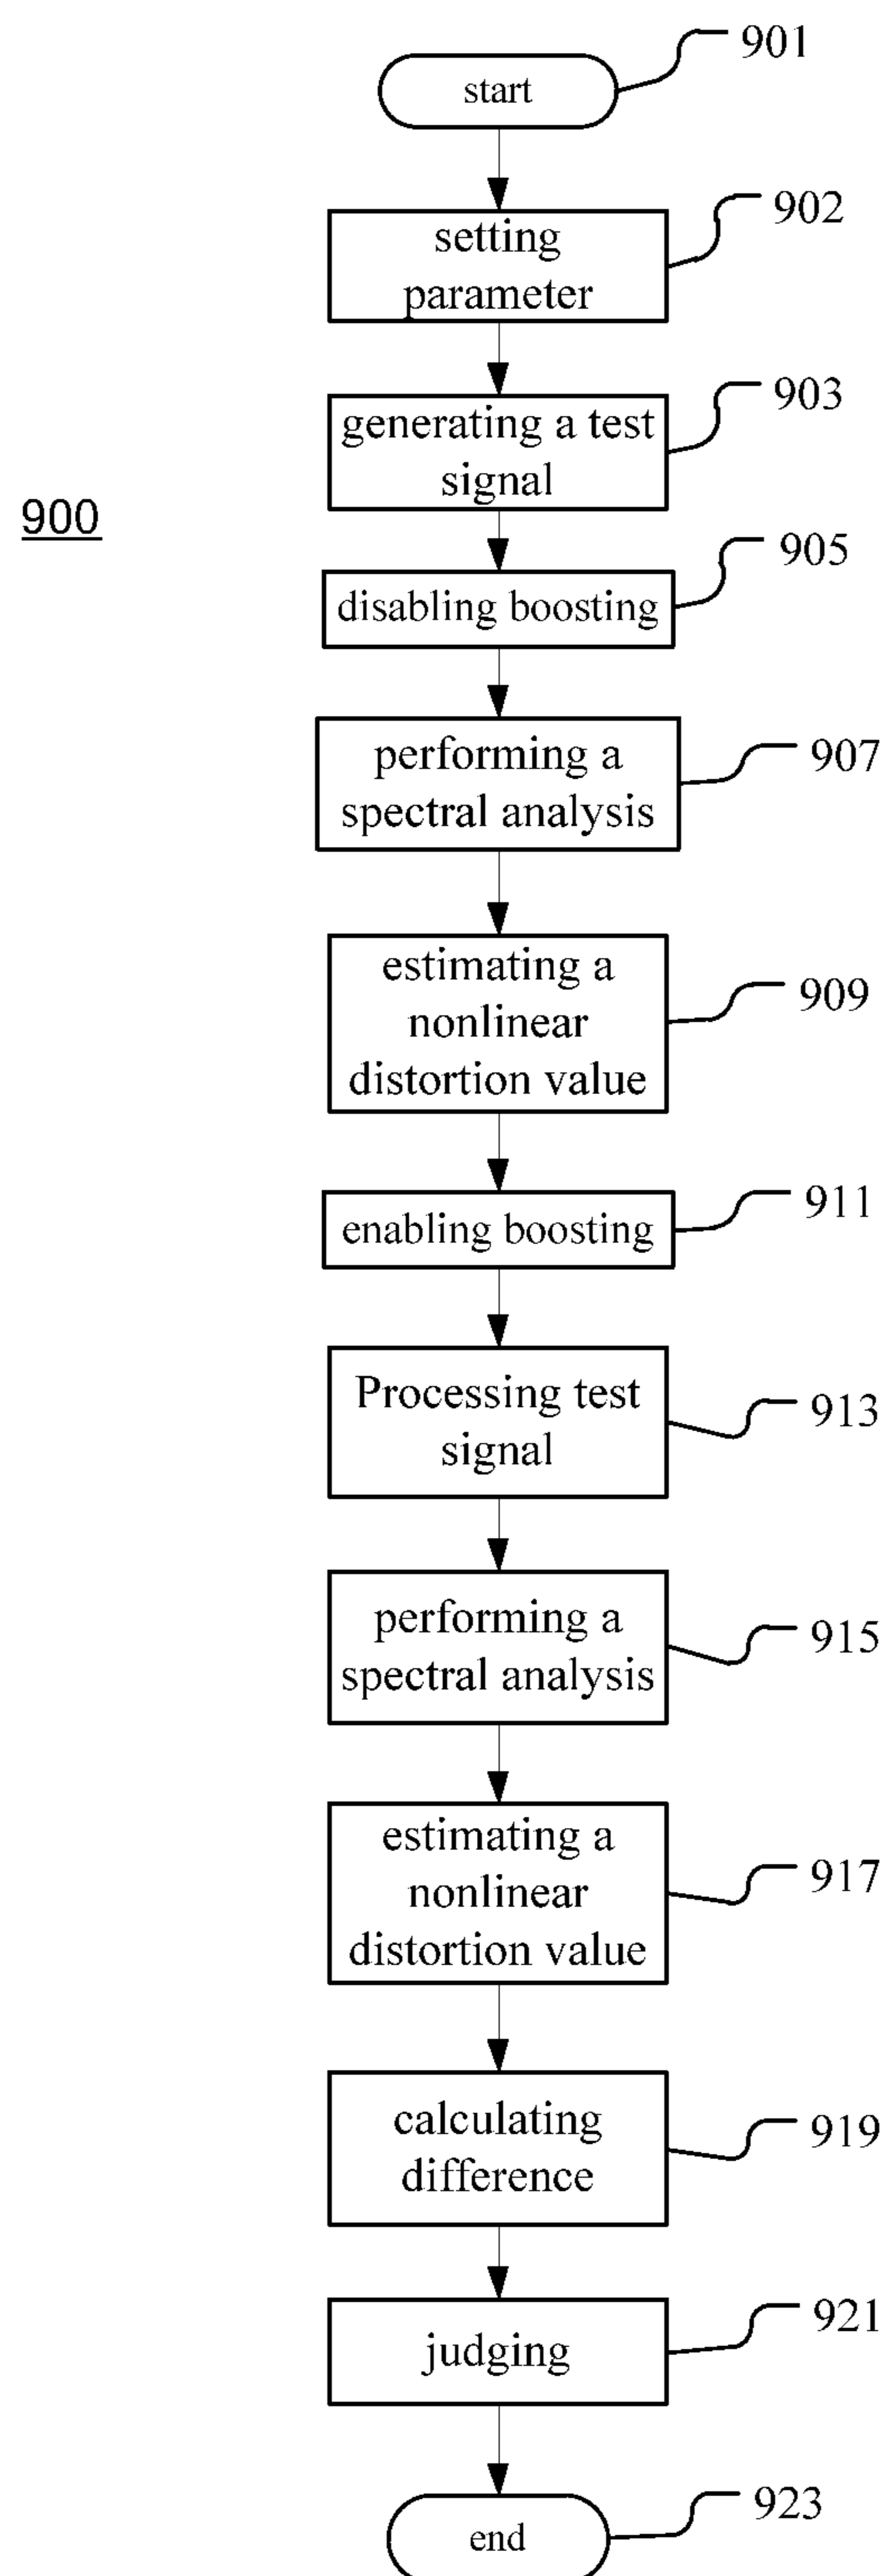 901
start
902
setting
parameter
903
generating a test
signal
900
905
disabling boosting
907
performing a
spectral analysis
909
estimating a
nonlinear
distortion value
911
enabling boosting
Processing test
signal
913
performing a
spectral analysis
915
estimating a
nonlinear
distortion value
917
calculating
difference
919
921
judging
923
end